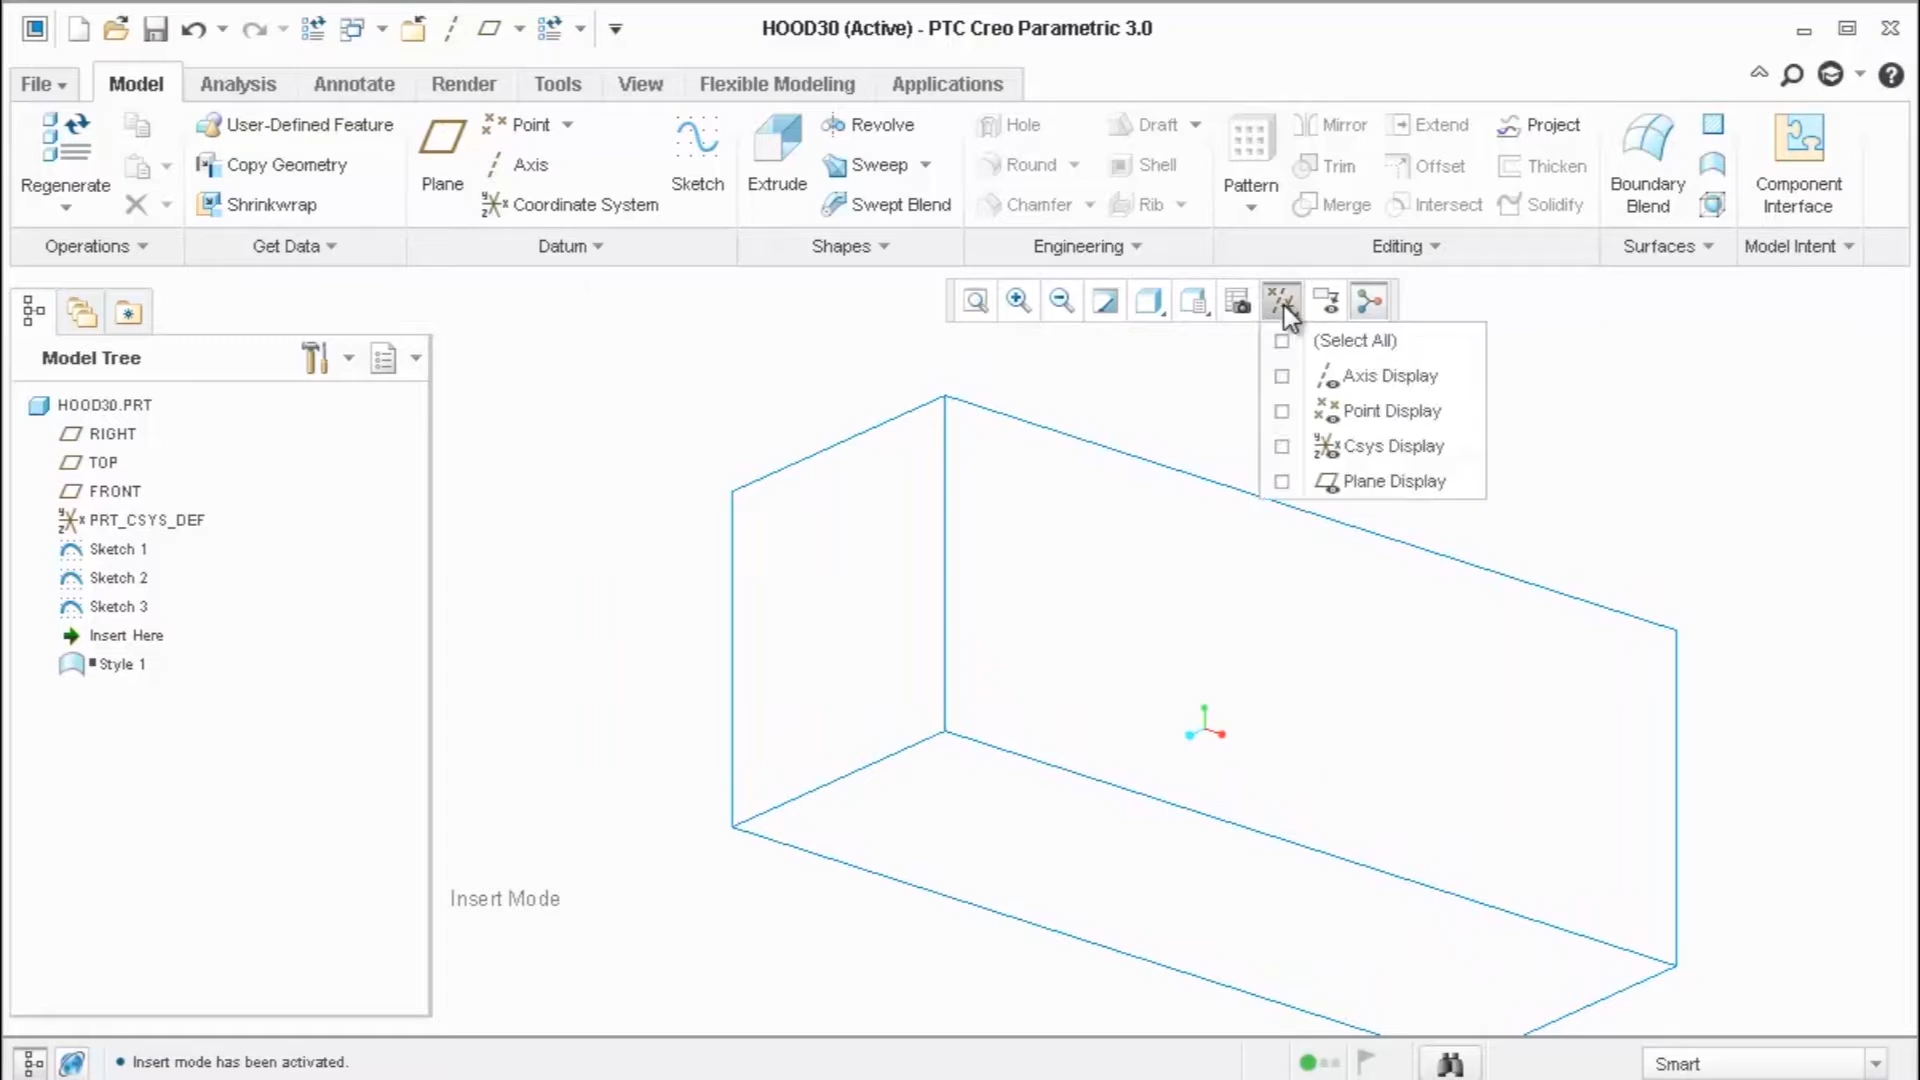 HOOD30 (Active) - PTC Creo Parametric 3.0
File Model Analysis Annotate Render Tools View Flexible Modeling Applications
Regenerate
User-Defined Feature
Copy Geometry
Shrinkwrap
Plane
Point
Axis
Coordinate System
Sketch
Extrude
Revolve
Sweep
Swept Blend
Hole
Round
Chamfer
Draft
Shell
Rib
Pattern
Mirror
Trim
Merge
Extend
Offset
Intersect
Project
Thicken
Solidify
Boundary
Blend
Component
Interface
Operations Get Data Datum Shapes Engineering Editing Surfaces Model Intent
Model Tree
HOOD30.PRT
RIGHT
TOP
FRONT
PRT_CSYS_DEF
Sketch 1
Sketch 2
Sketch 3
Insert Here
Style 1
(Select All)
Axis Display
Point Display
Csys Display
Plane Display
Insert Mode
Insert mode has been activated.
Smart